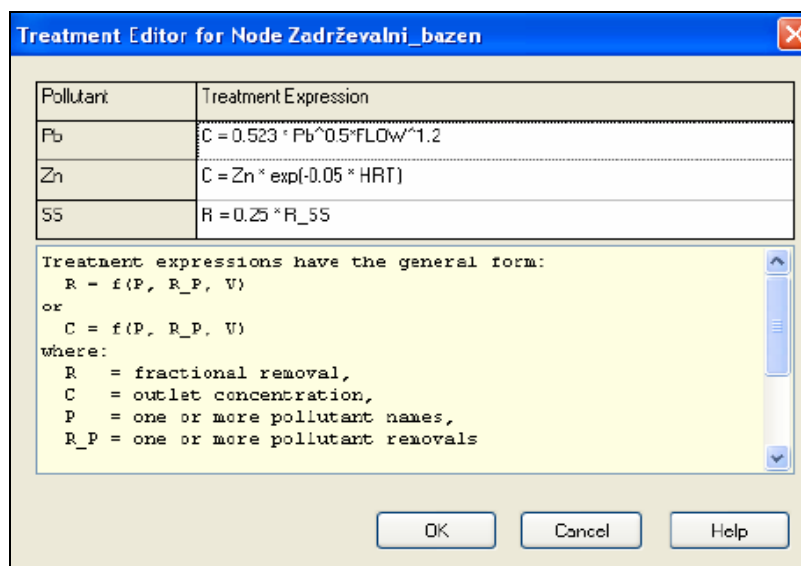 Treatment Editor for Node Zadrževalni_bazen
Pollutant Treatment Expression
Pb C = 0.523 * Pb^0.5*FLOW^1.2
Zn C = Zn * exp(-0.05 * HRT)
SS R = 0.25 * R_SS
Treatment expressions have the general form:
R = f(P, R_P, V)
or
C = f(P, R_P, V)
where:
R = fractional removal,
C = outlet concentration,
P = one or more pollutant names,
R_P = one or more pollutant removals
OK Cancel Help